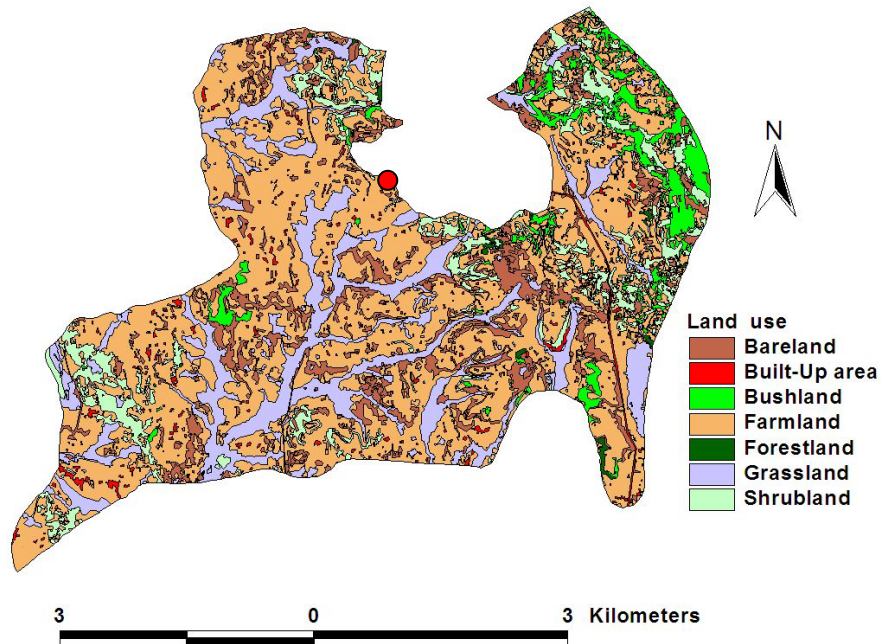 N
Land use
Bareland
Built-Up area
Bushland
Farmland
Forestland
Grassland
Shrubland
3 0 3 Kilometers